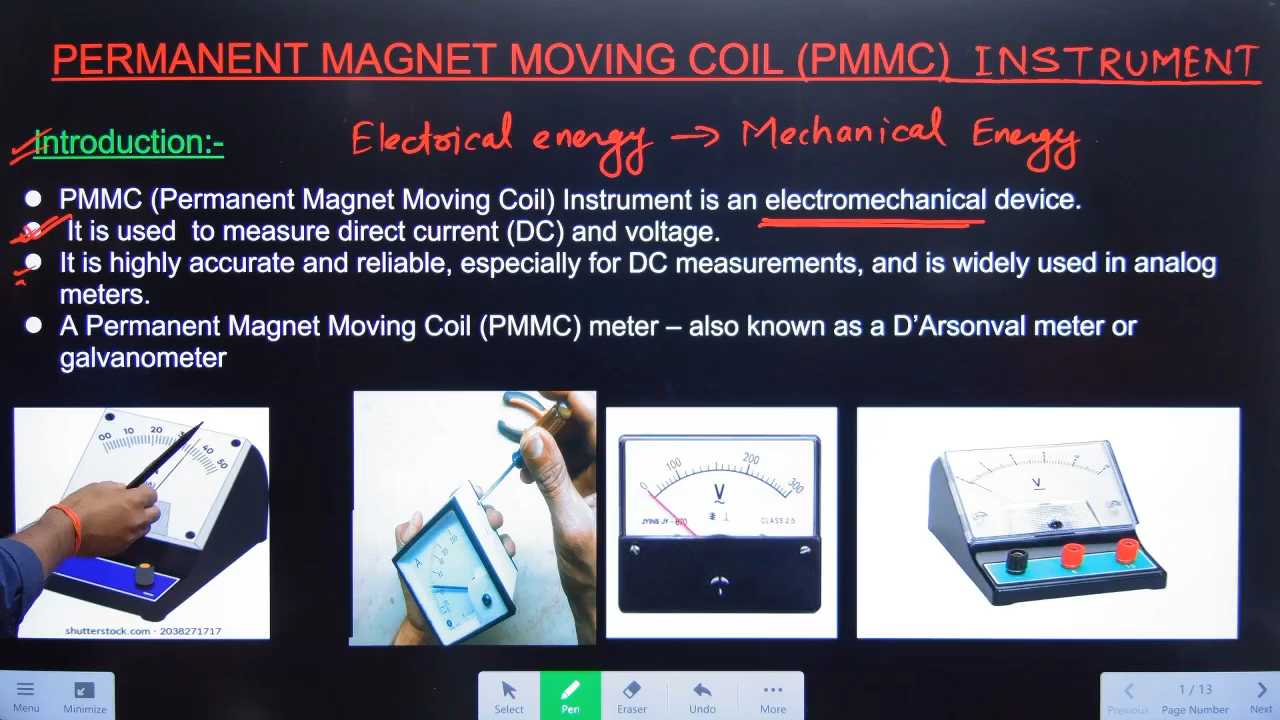 PERMANENT MAGNET MOVING COIL (PMMC) INSTRUMENT
Introduction:-
Electrical energy → Mechanical Energy
PMMC (Permanent Magnet Moving Coil) Instrument is an electromechanical device.
It is used to measure direct current (DC) and voltage.
It is highly accurate and reliable, especially for DC measurements, and is widely used in analog
meters.
A Permanent Magnet Moving Coil (PMMC) meter – also known as a D'Arsonval meter or
galvanometer
10 20 40 50
A
0 100 200 300
V
CLASS 2.5
V
shutterstock.com · 2038271717
Menu Minimize Select Pen Eraser Undo More Previous 1 / 13 Page Number Next